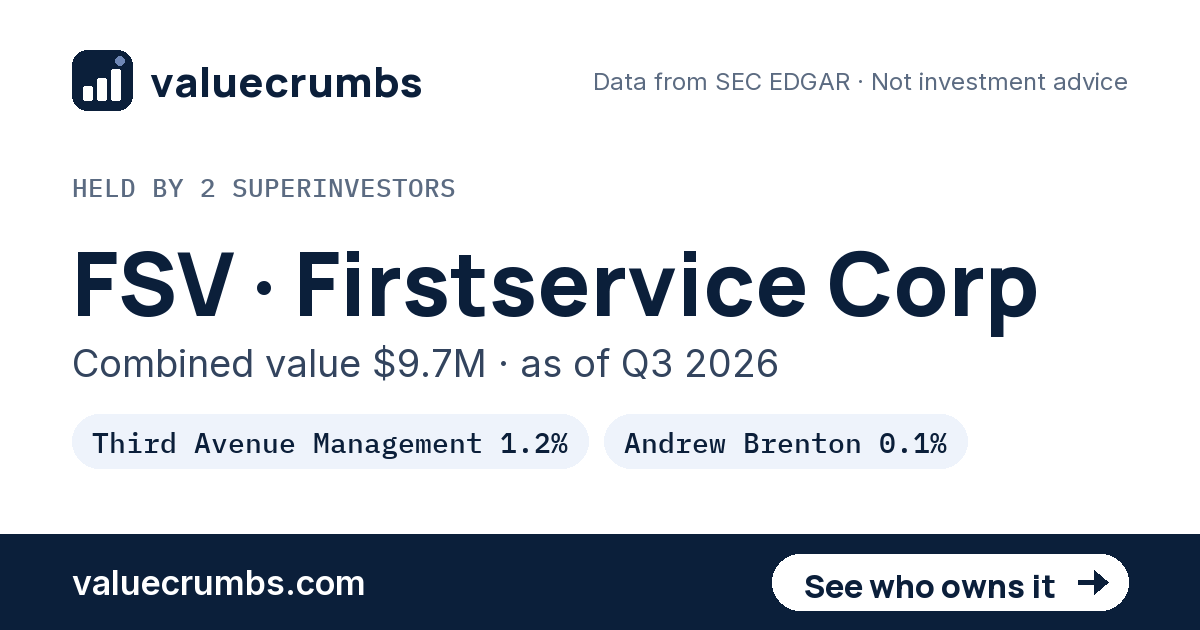 valuecrumbs
Data from SEC EDGAR · Not investment advice
HELD BY 2 SUPERINVESTORS
FSV · Firstservice Corp
Combined value $9.7M · as of Q3 2026
Third Avenue Management 1.2%
Andrew Brenton 0.1%
valuecrumbs.com
See who owns it →